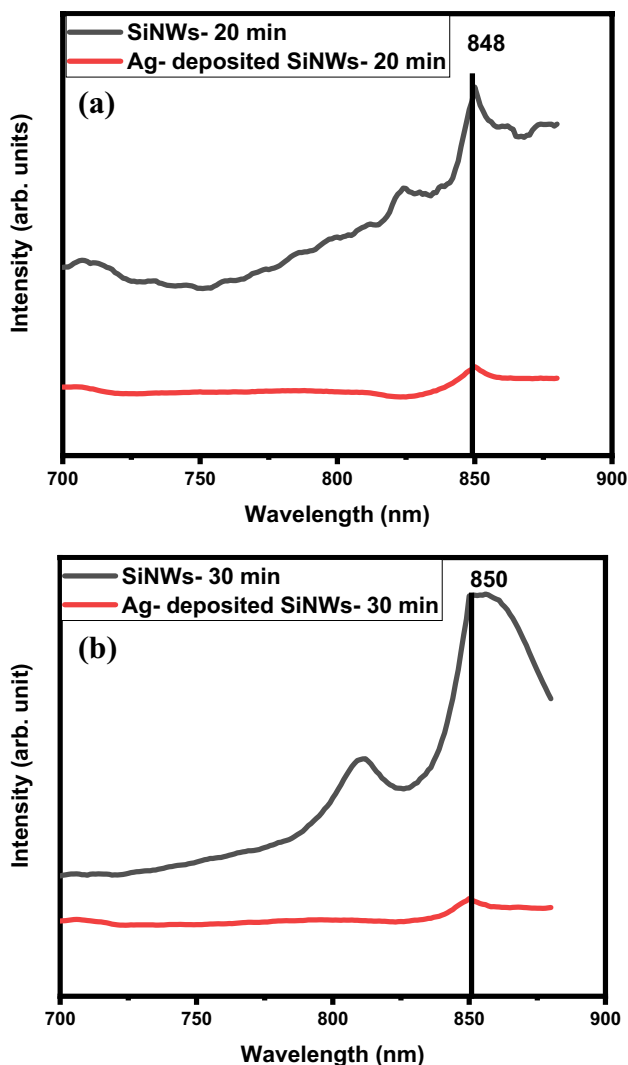 SiNWs- 20 min
Ag- deposited SiNWs- 20 min
848
(a)
Intensity (arb. units)
700
750
800
850
900
Wavelength (nm)
SiNWs- 30 min
Ag- deposited SiNWs- 30 min
850
(b)
Intensity (arb. unit)
700
750
800
850
900
Wavelength (nm)